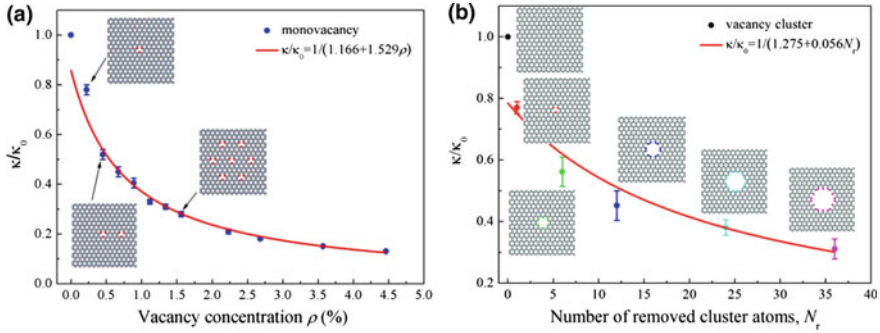 (a)
monovacancy
κ/κ₀=1/(1.166+1.529ρ)
κ/κ₀
1.0
0.8
0.6
0.4
0.2
0.0
0.0 0.5 1.0 1.5 2.0 2.5 3.0 3.5 4.0 4.5 5.0
Vacancy concentration ρ (%)
(b)
vacancy cluster
κ/κ₀=1/(1.275+0.056Nᵣ)
κ/κ₀
1.0
0.8
0.6
0.4
0.2
0 5 10 15 20 25 30 35 40
Number of removed cluster atoms, Nᵣ